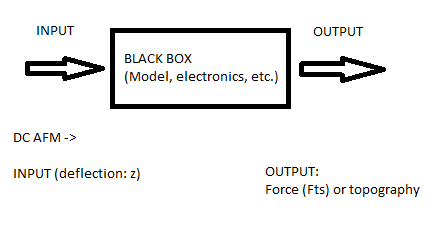 INPUT
OUTPUT
BLACK BOX
(Model, electronics, etc.)
DC AFM ->
INPUT (deflection: z)
OUTPUT:
Force (Fts) or topography